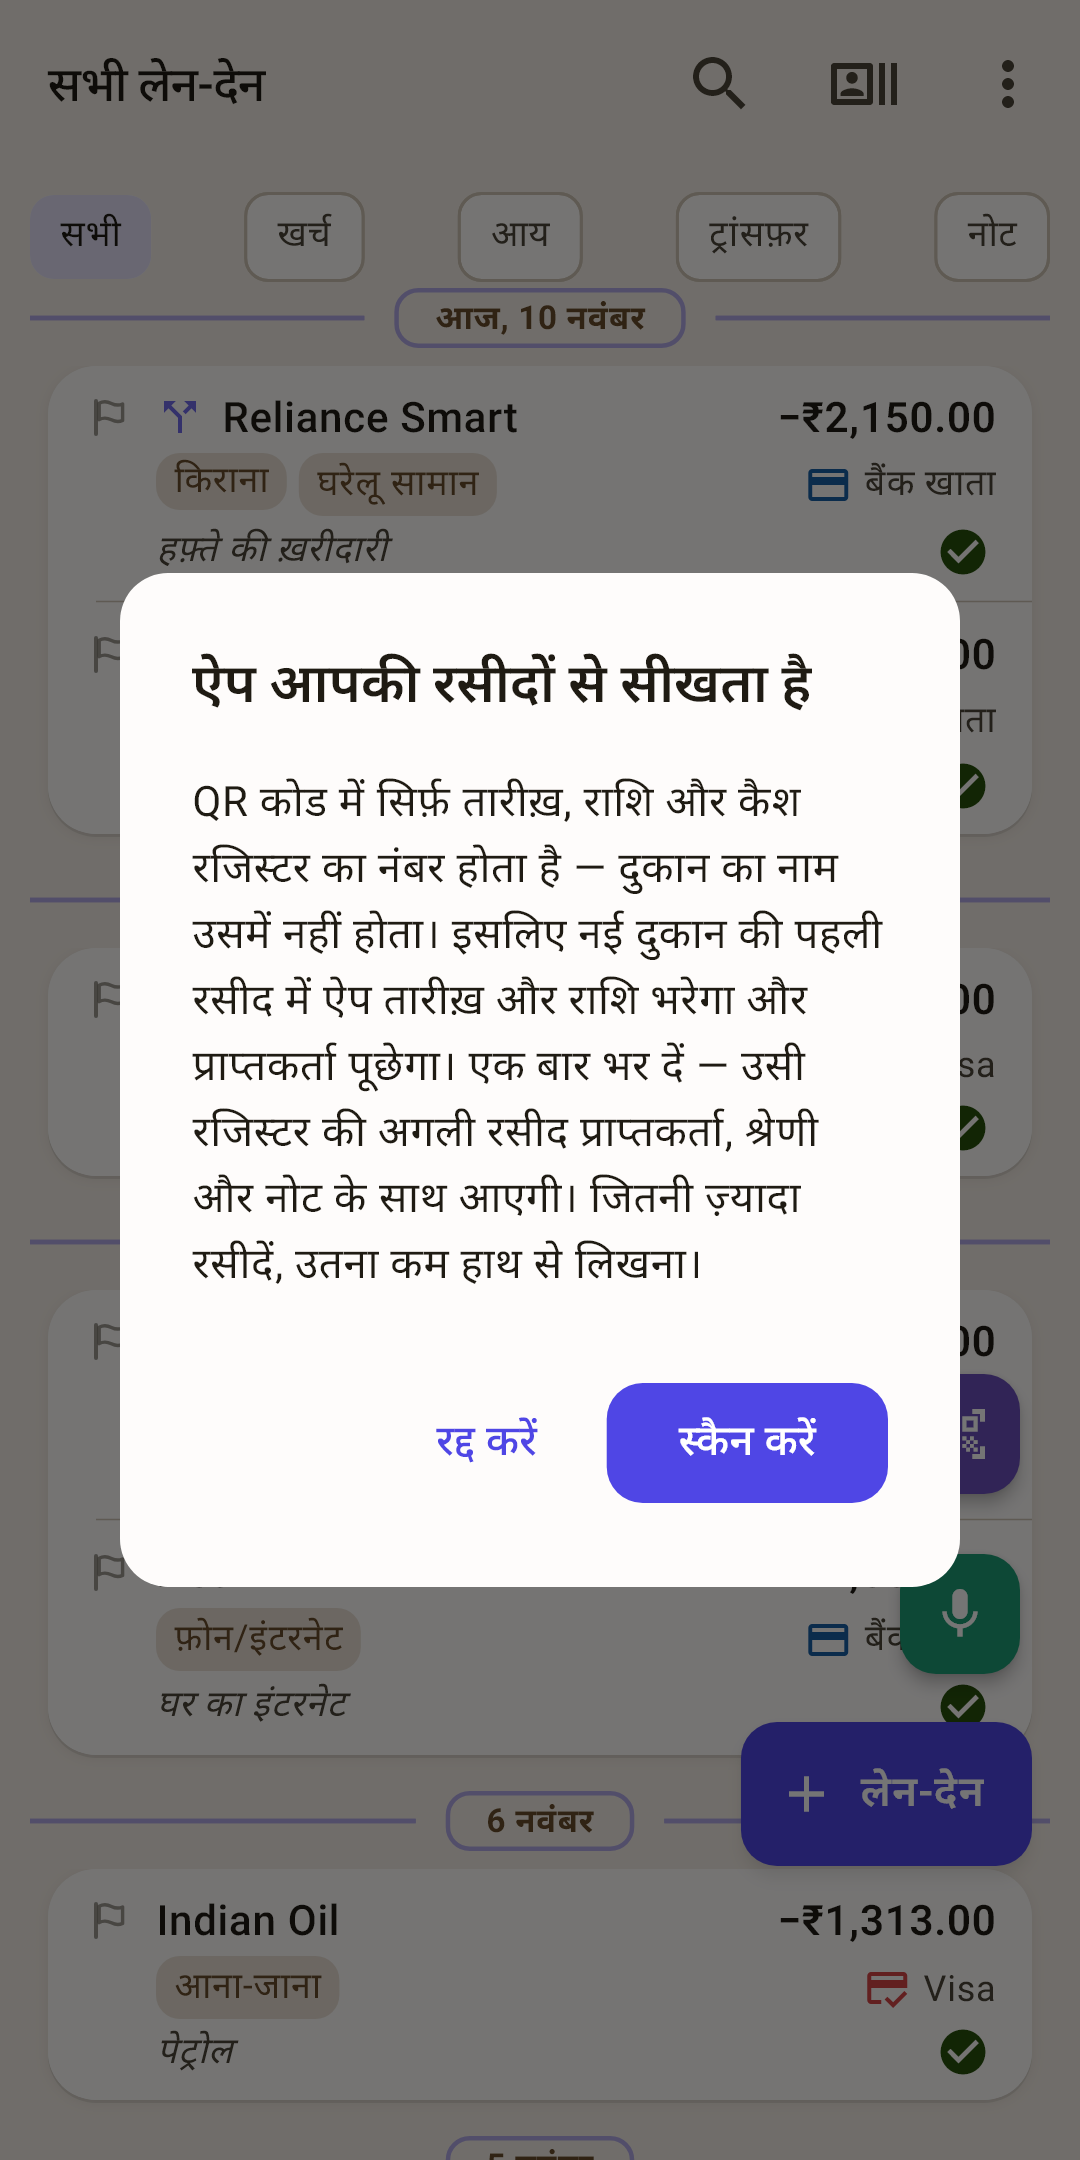 सभी लेन-देन
सभी
खर्च
आय
ट्रांसफ़र
नोट
आज, 10 नवंबर
Reliance Smart
−₹2,150.00
किराना
घरेलू सामान
बैंक खाता
हफ़्ते की ख़रीदारी
ऐप आपकी रसीदों से सीखता है
QR कोड में सिर्फ़ तारीख़, राशि और कैश
रजिस्टर का नंबर होता है — दुकान का नाम
उसमें नहीं होता। इसलिए नई दुकान की पहली
रसीद में ऐप तारीख़ और राशि भरेगा और
प्राप्तकर्ता पूछेगा। एक बार भर दें — उसी
रजिस्टर की अगली रसीद प्राप्तकर्ता, श्रेणी
और नोट के साथ आएगी। जितनी ज़्यादा
रसीदें, उतना कम हाथ से लिखना।
रद्द करें
स्कैन करें
फ़ोन/इंटरनेट
घर का इंटरनेट
लेन-देन
6 नवंबर
Indian Oil
−₹1,313.00
आना-जाना
Visa
पेट्रोल